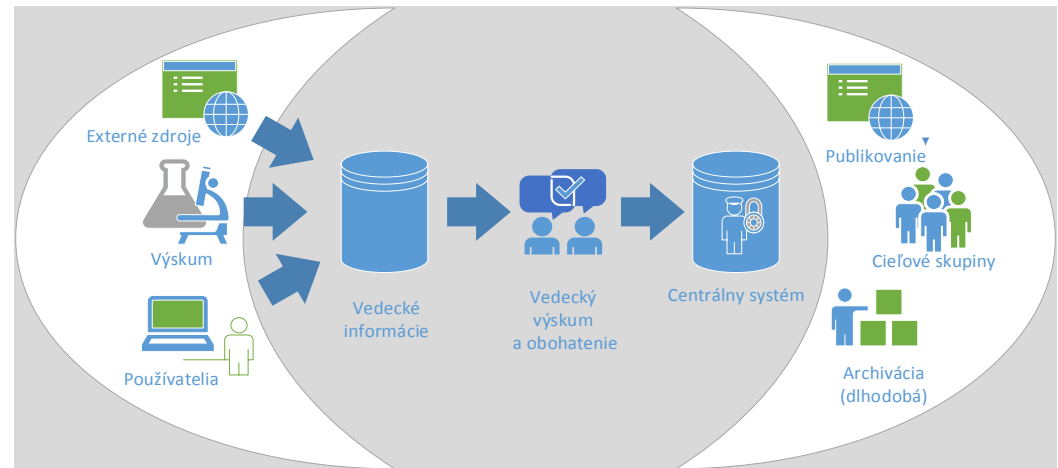 Externé zdroje
Výskum
Používatelia
Vedecké
informácie
Vedecký
výskum
a obohatenie
Centrálny systém
Publikovanie
Cieľové skupiny
Archivácia
(dlhodobá)